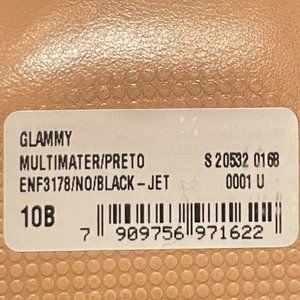 GLAMMY
MULTIMATER/PRETO S 20532 0168
ENF3178/NO/BLACK-JET 0001 U
10B
7 909756 971622